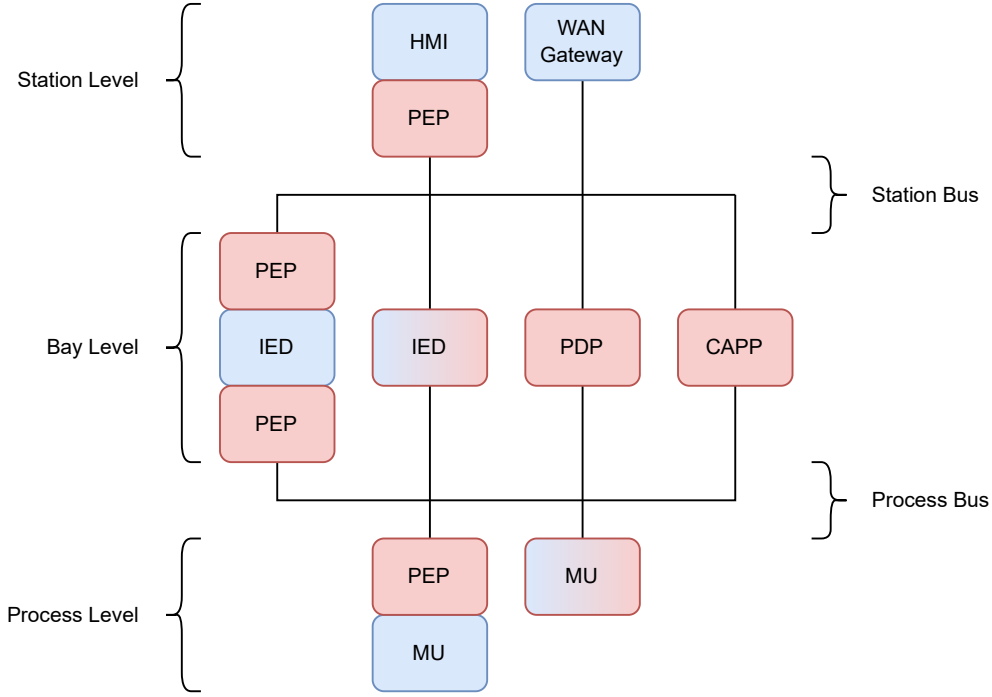 HMI
WAN
Gateway
Station Level
PEP
Station Bus
PEP
Bay Level
IED
IED
PDP
CAPP
PEP
Process Bus
PEP
MU
Process Level
MU